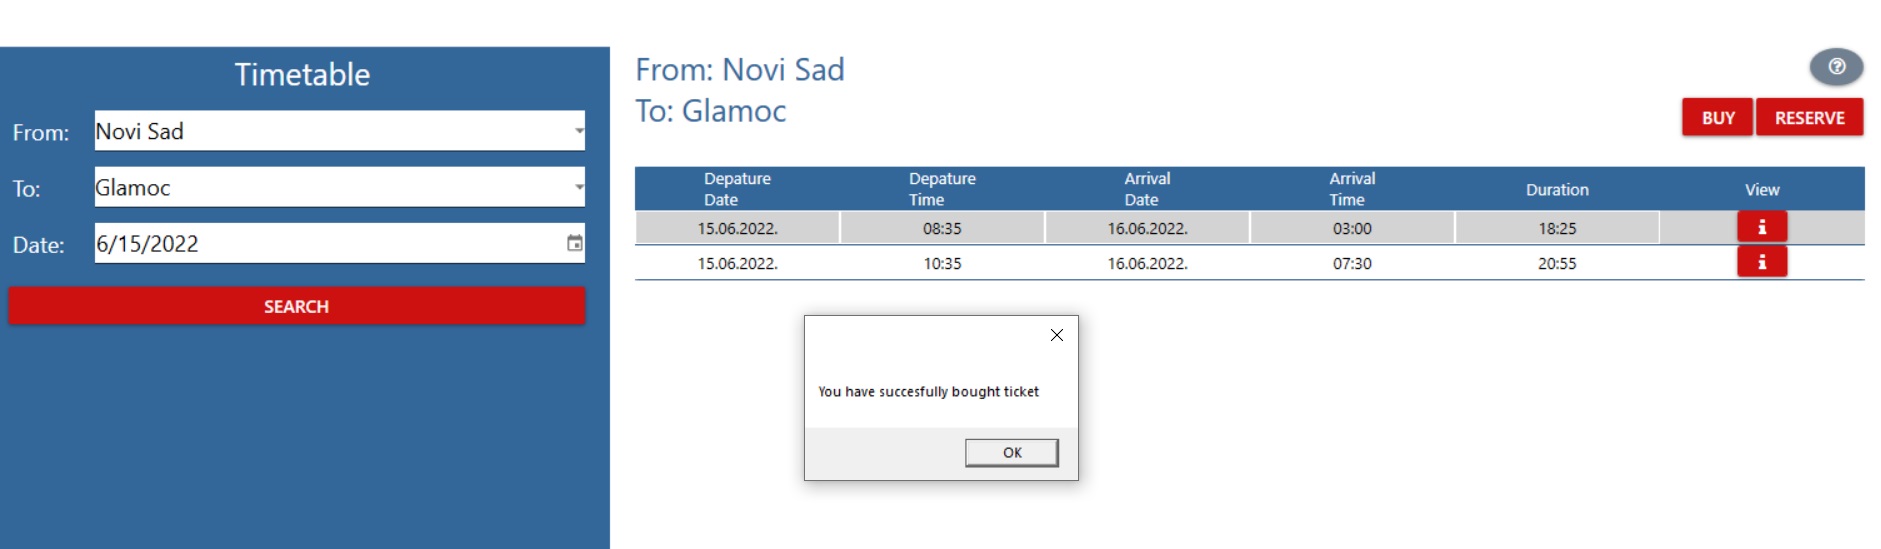 Timetable
From: Novi Sad
To: Glamoc
Date: 6/15/2022
SEARCH
From: Novi Sad
To: Glamoc
BUY RESERVE
Depature Date Depature Time Arrival Date Arrival Time Duration View
15.06.2022. 08:35 16.06.2022. 03:00 18:25
15.06.2022. 10:35 16.06.2022. 07:30 20:55
You have succesfully bought ticket
OK